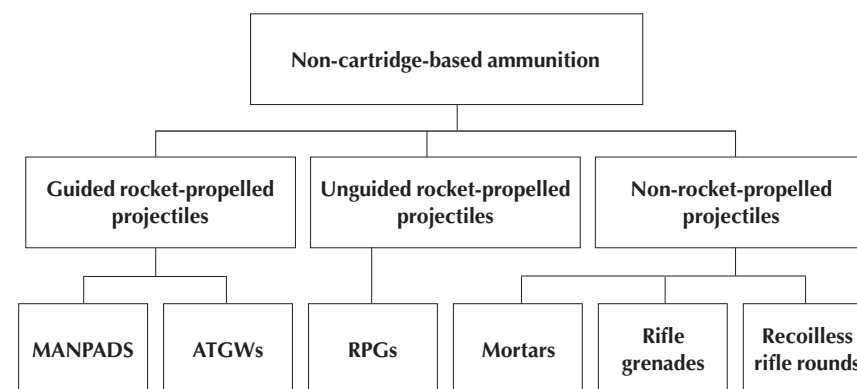 Non-cartridge-based ammunition
Guided rocket-propelled
projectiles
Unguided rocket-propelled
projectiles
Non-rocket-propelled
projectiles
MANPADS
ATGWs
RPGs
Mortars
Rifle
grenades
Recoilless
rifle rounds